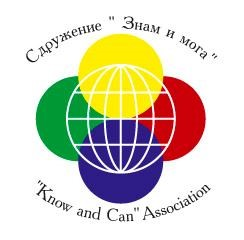 Сдружение " Знам и мога "
"Know and Can" Association